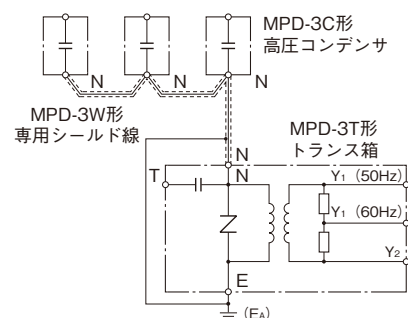 MPD-3C形
高圧コンデンサ
N
N
N
MPD-3W形
専用シールド線
MPD-3T形
トランス箱
N
T
N
Y₁ (50Hz)
Y₁ (60Hz)
Y₂
E
(Eᴀ)